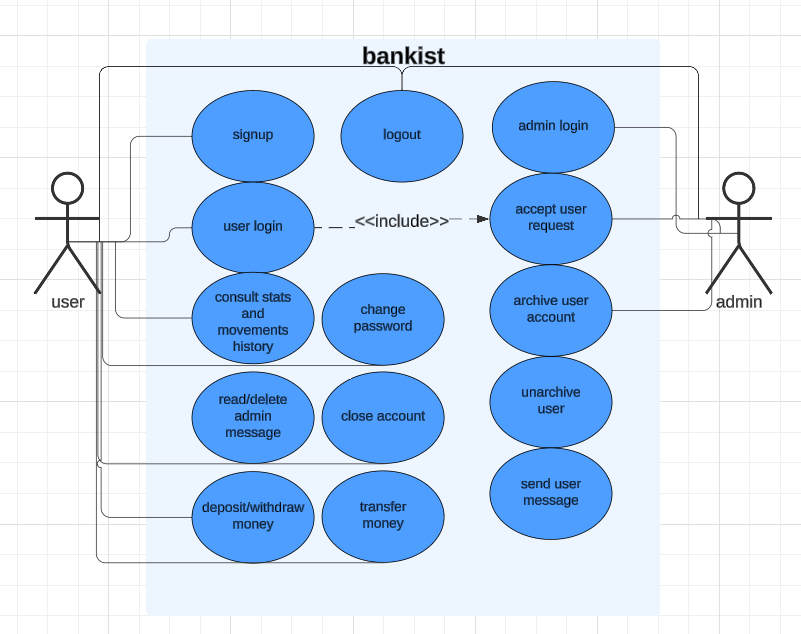 bankist
signup
logout
admin login
user login
<<include>>
accept user
request
user
admin
consult stats
and
movements
history
change
password
archive user
account
read/delete
admin
message
close account
unarchive
user
deposit/withdraw
money
transfer
money
send user
message